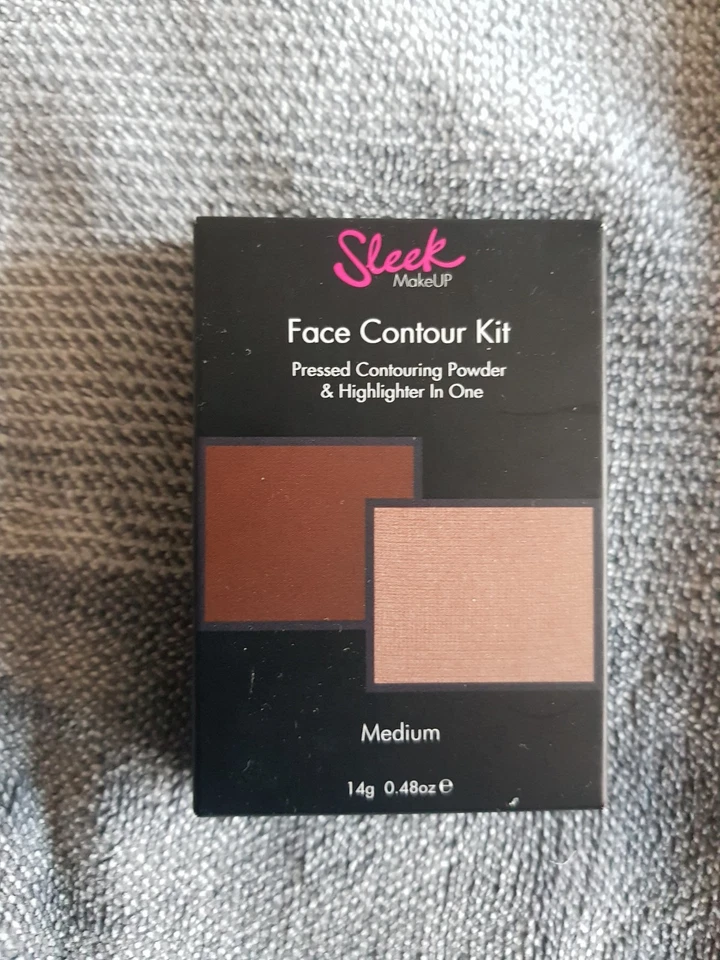 Sleek
MakeUP
Face Contour Kit
Pressed Contouring Powder
& Highlighter In One
Medium
14g 0.48oz ℮